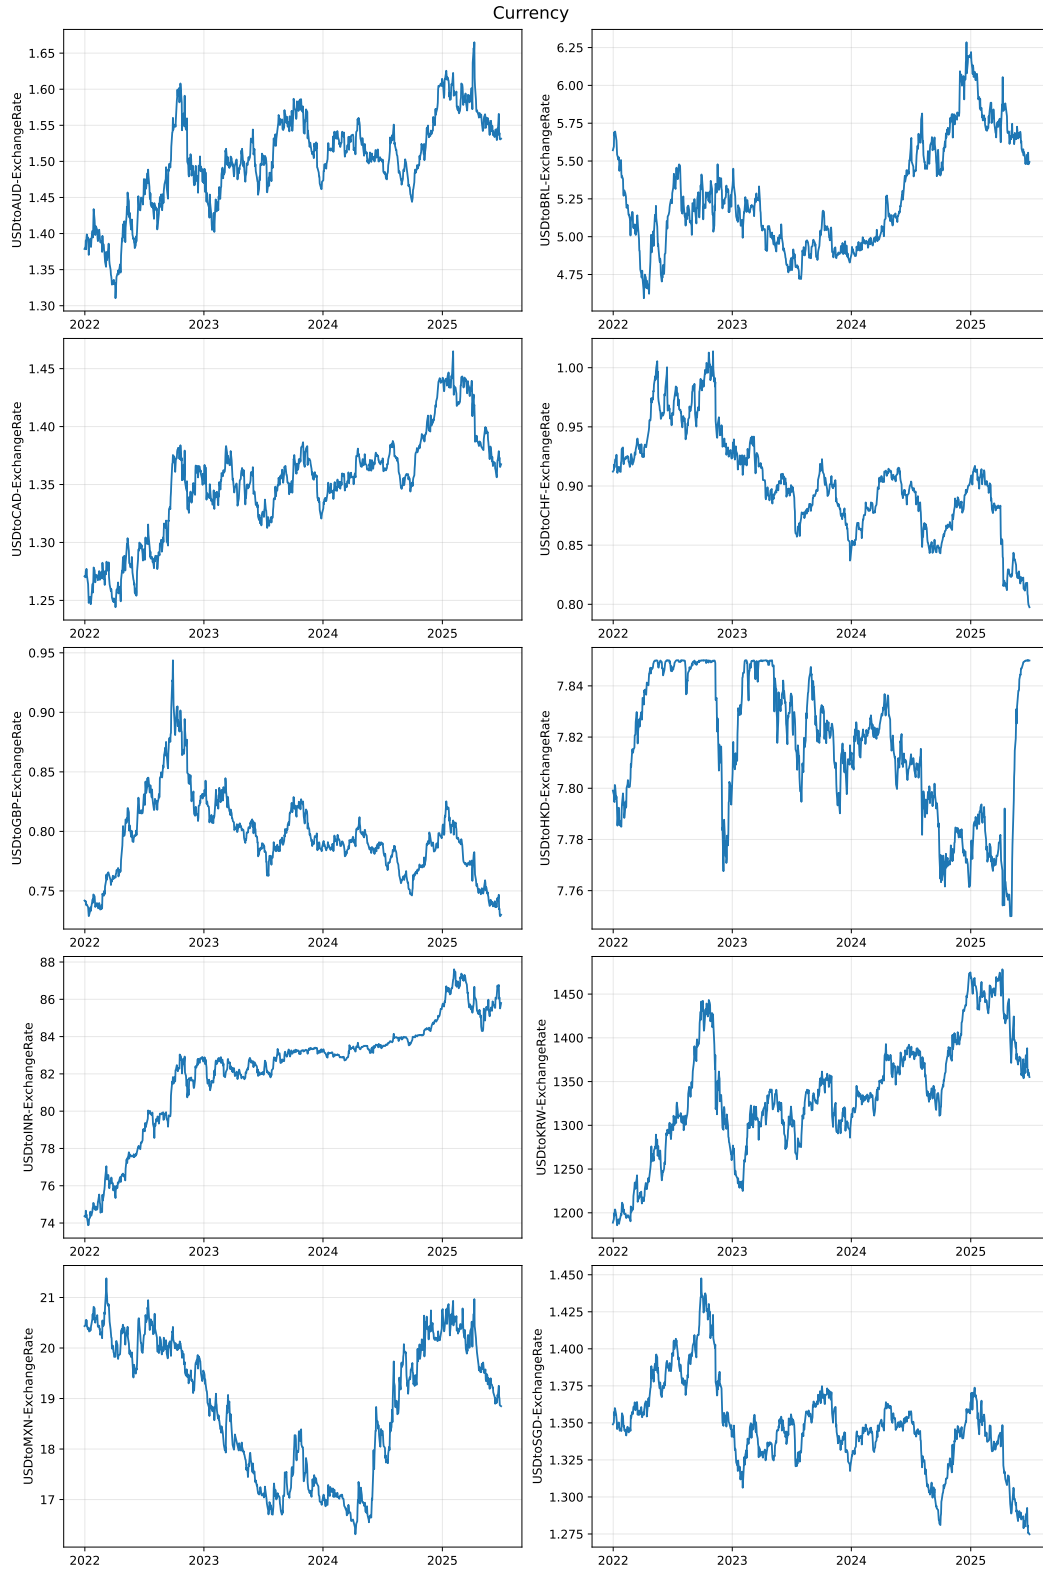 Currency
USDtoAUD-ExchangeRate
1.65
1.60
1.55
1.50
1.45
1.40
1.35
1.30
2022 2023 2024 2025
USDtoBRL-ExchangeRate
6.25
6.00
5.75
5.50
5.25
5.00
4.75
2022 2023 2024 2025
USDtoCAD-ExchangeRate
1.45
1.40
1.35
1.30
1.25
2022 2023 2024 2025
USDtoCHF-ExchangeRate
1.00
0.95
0.90
0.85
0.80
2022 2023 2024 2025
USDtoGBP-ExchangeRate
0.95
0.90
0.85
0.80
0.75
2022 2023 2024 2025
USDtoHKD-ExchangeRate
7.84
7.82
7.80
7.78
7.76
2022 2023 2024 2025
USDtoINR-ExchangeRate
88
86
84
82
80
78
76
74
2022 2023 2024 2025
USDtoKRW-ExchangeRate
1450
1400
1350
1300
1250
1200
2022 2023 2024 2025
USDtoMXN-ExchangeRate
21
20
19
18
17
2022 2023 2024 2025
USDtoSGD-ExchangeRate
1.450
1.425
1.400
1.375
1.350
1.325
1.300
1.275
2022 2023 2024 2025